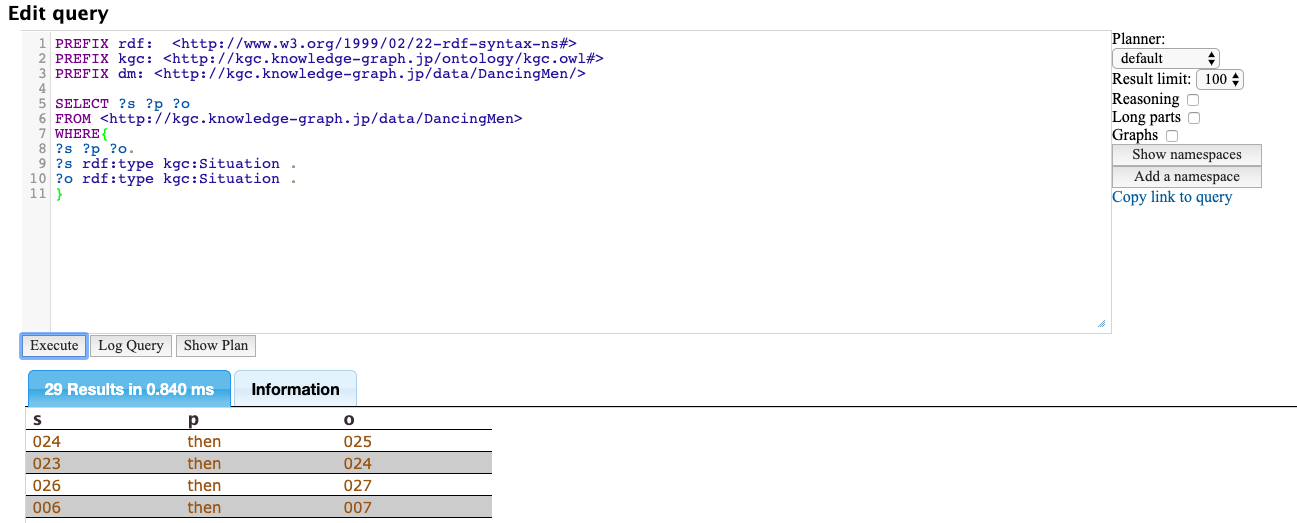 Edit query
1 PREFIX rdf:  <http://www.w3.org/1999/02/22-rdf-syntax-ns#>
2 PREFIX kgc: <http://kgc.knowledge-graph.jp/ontology/kgc.owl#>
3 PREFIX dm: <http://kgc.knowledge-graph.jp/data/DancingMen/>
4
5 SELECT ?s ?p ?o
6 FROM <http://kgc.knowledge-graph.jp/data/DancingMen>
7 WHERE{
8 ?s ?p ?o.
9 ?s rdf:type kgc:Situation .
10 ?o rdf:type kgc:Situation .
11 }
Planner:
default
Result limit: 100
Reasoning
Long parts
Graphs
Show namespaces
Add a namespace
Copy link to query
Execute Log Query Show Plan
29 Results in 0.840 ms Information
s p o
024 then 025
023 then 024
026 then 027
006 then 007